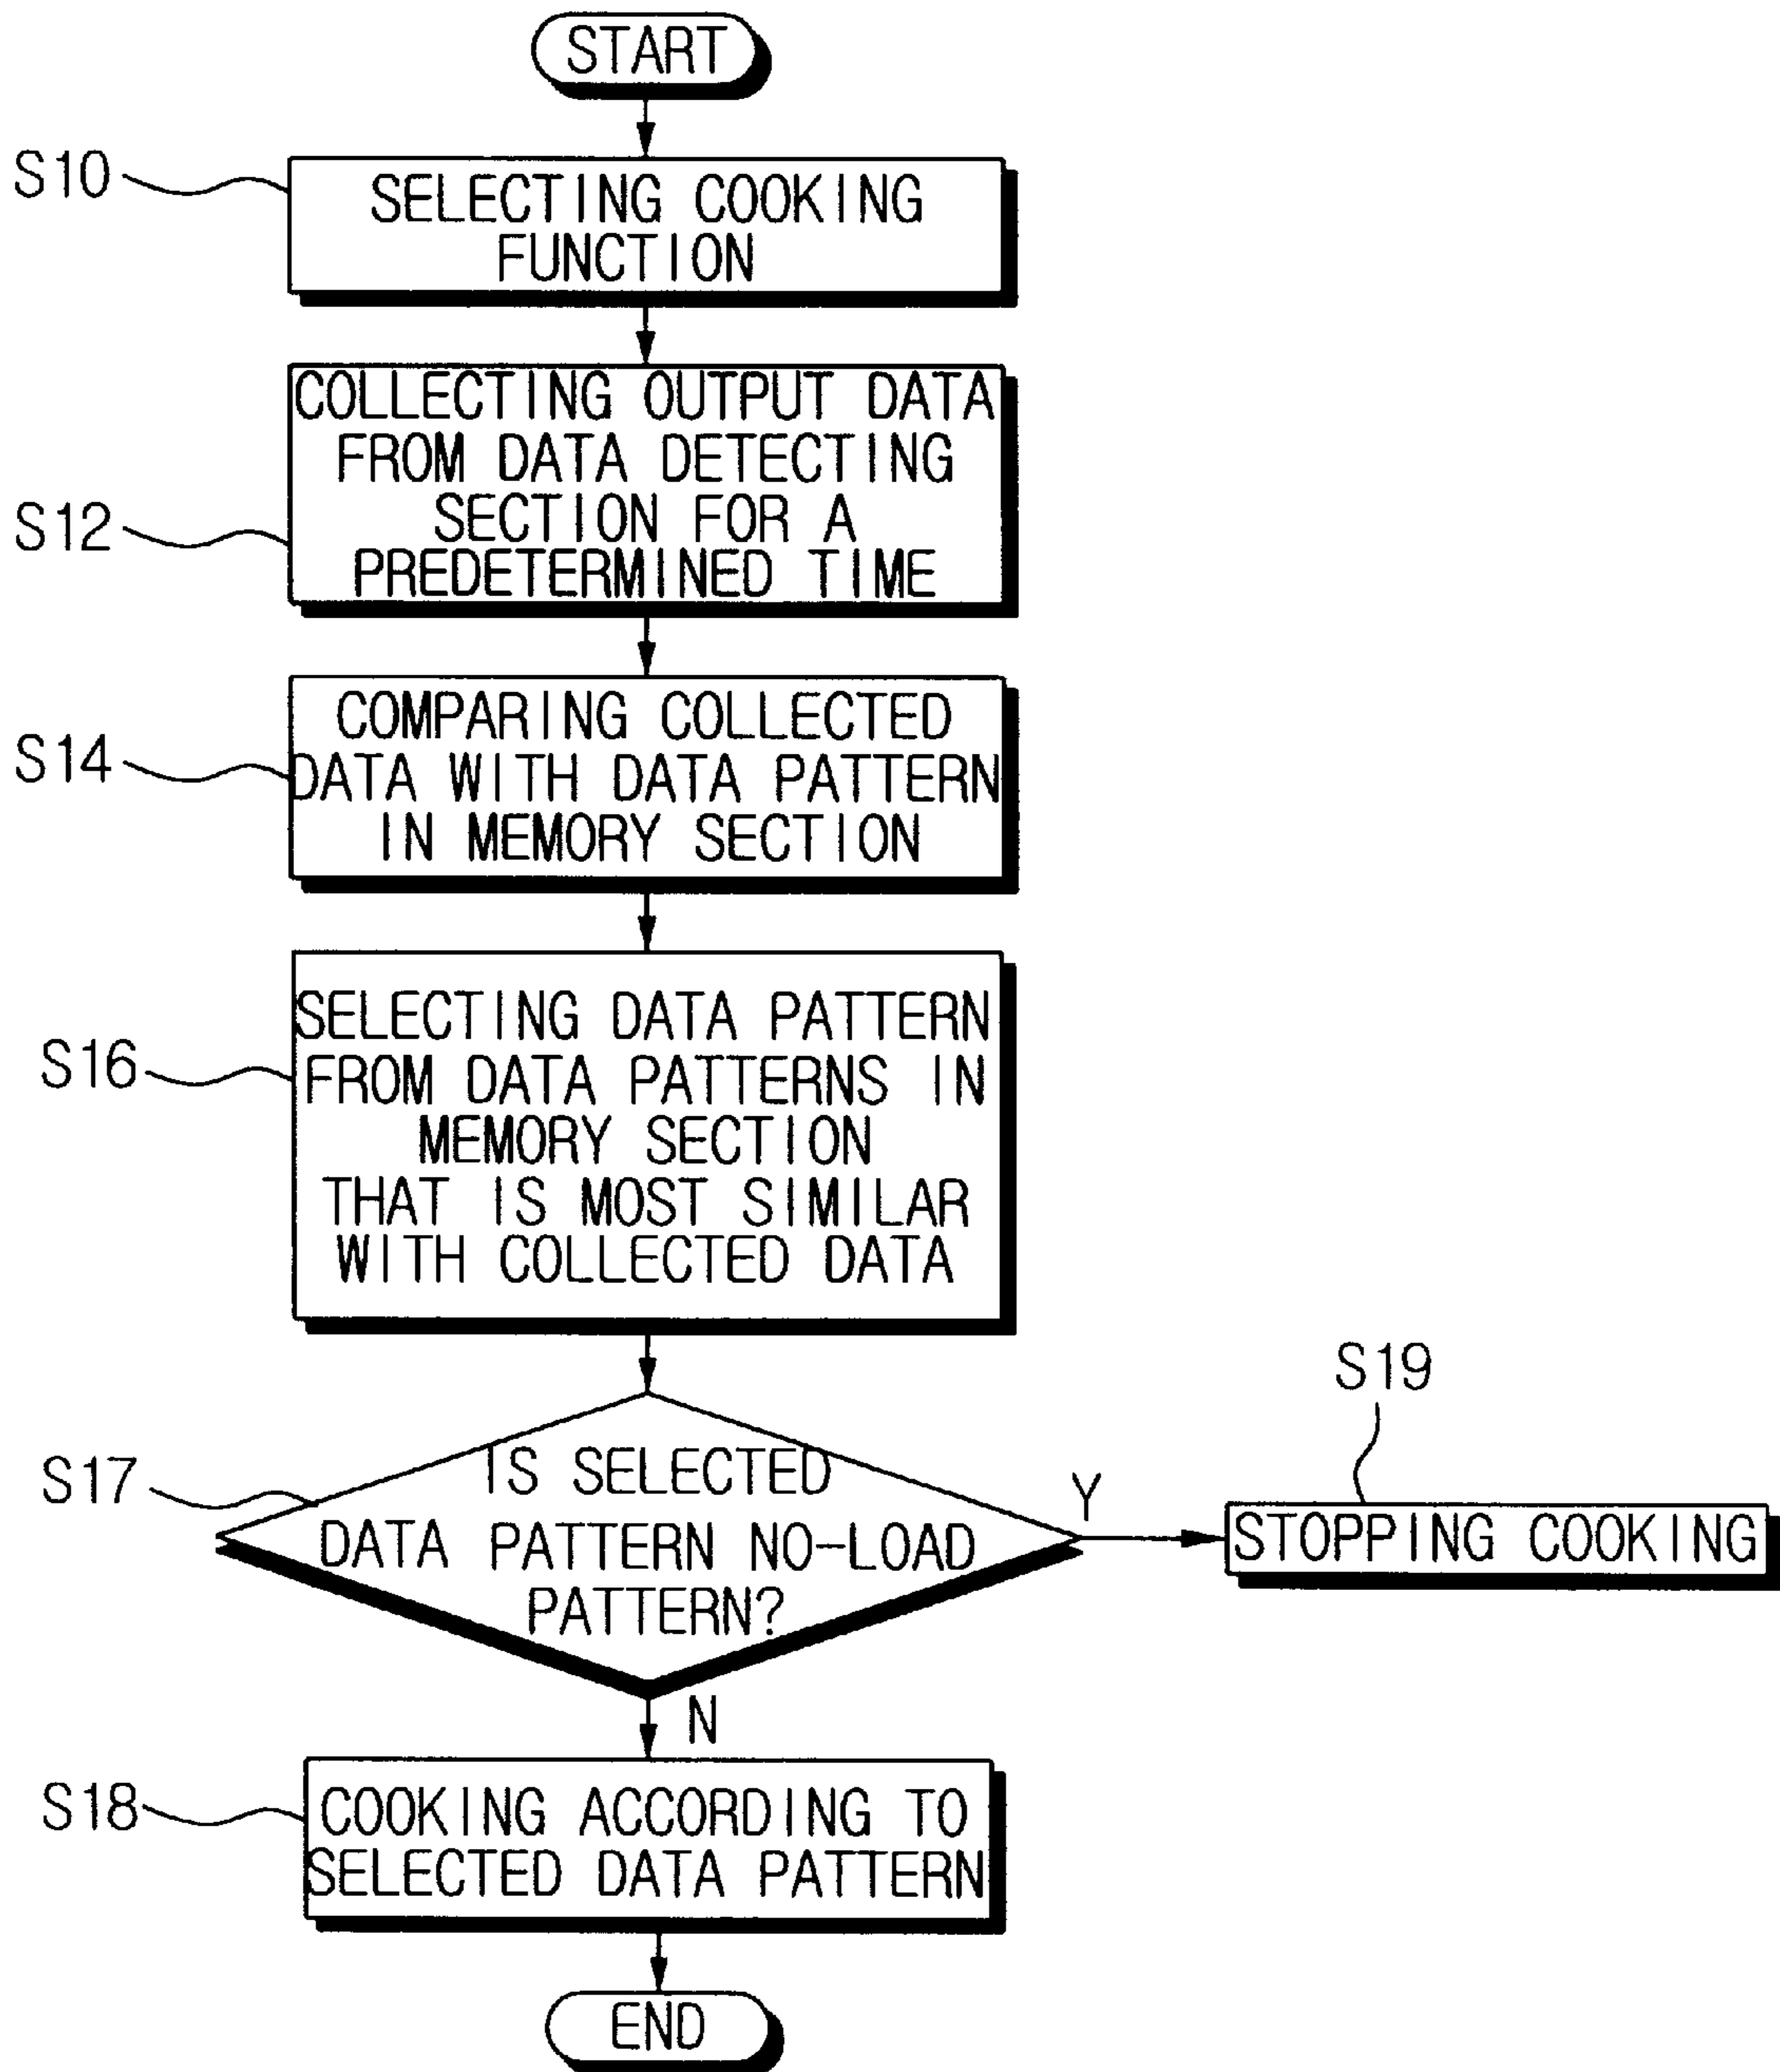 START
S10
SELECTING COOKING
FUNCTION
S12
COLLECTING OUTPUT DATA
FROM DATA DETECTING
SECTION FOR A
PREDETERMINED TIME
S14
COMPARING COLLECTED
DATA WITH DATA PATTERN
IN MEMORY SECTION
S16
SELECTING DATA PATTERN
FROM DATA PATTERNS IN
MEMORY SECTION
THAT IS MOST SIMILAR
WITH COLLECTED DATA
S17
IS SELECTED
DATA PATTERN NO-LOAD
PATTERN?
Y
S19
STOPPING COOKING
N
S18
COOKING ACCORDING TO
SELECTED DATA PATTERN
END